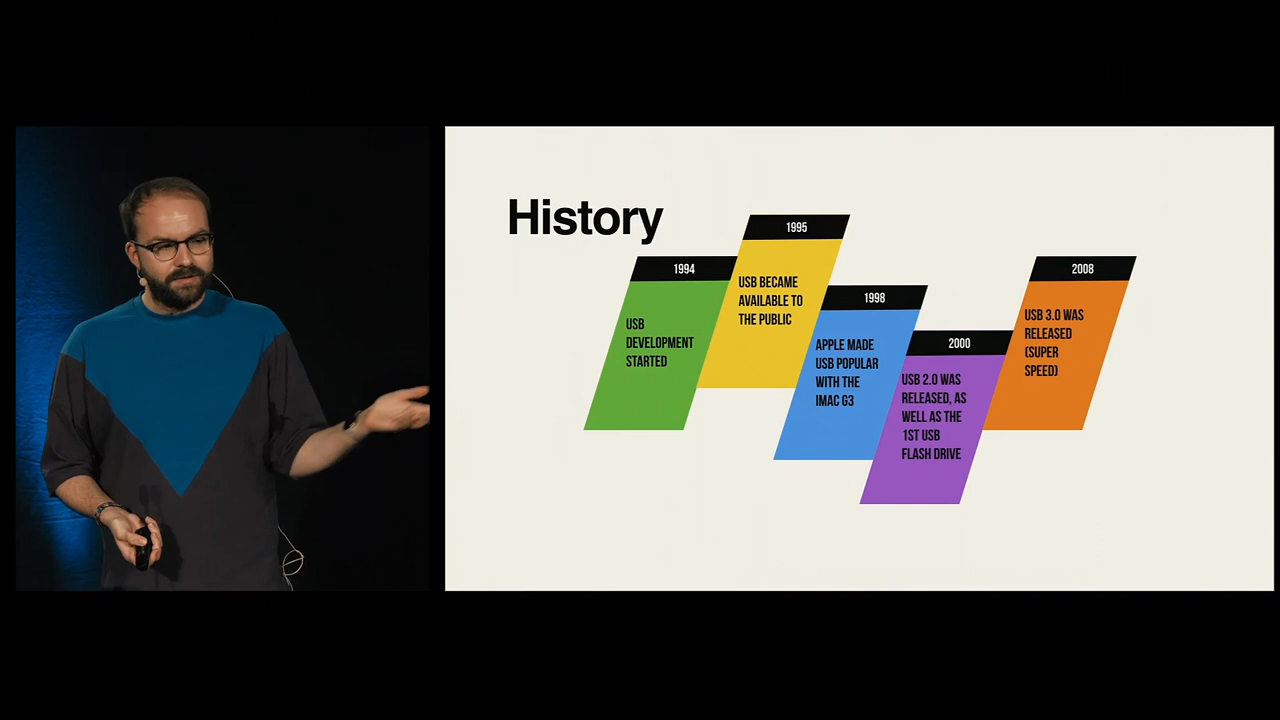 History
1994
USB
DEVELOPMENT
STARTED
1995
USB BECAME
AVAILABLE TO
THE PUBLIC
1998
APPLE MADE
USB POPULAR
WITH THE
IMAC G3
2000
USB 2.0 WAS
RELEASED, AS
WELL AS THE
1ST USB
FLASH DRIVE
2008
USB 3.0 WAS
RELEASED
(SUPER
SPEED)